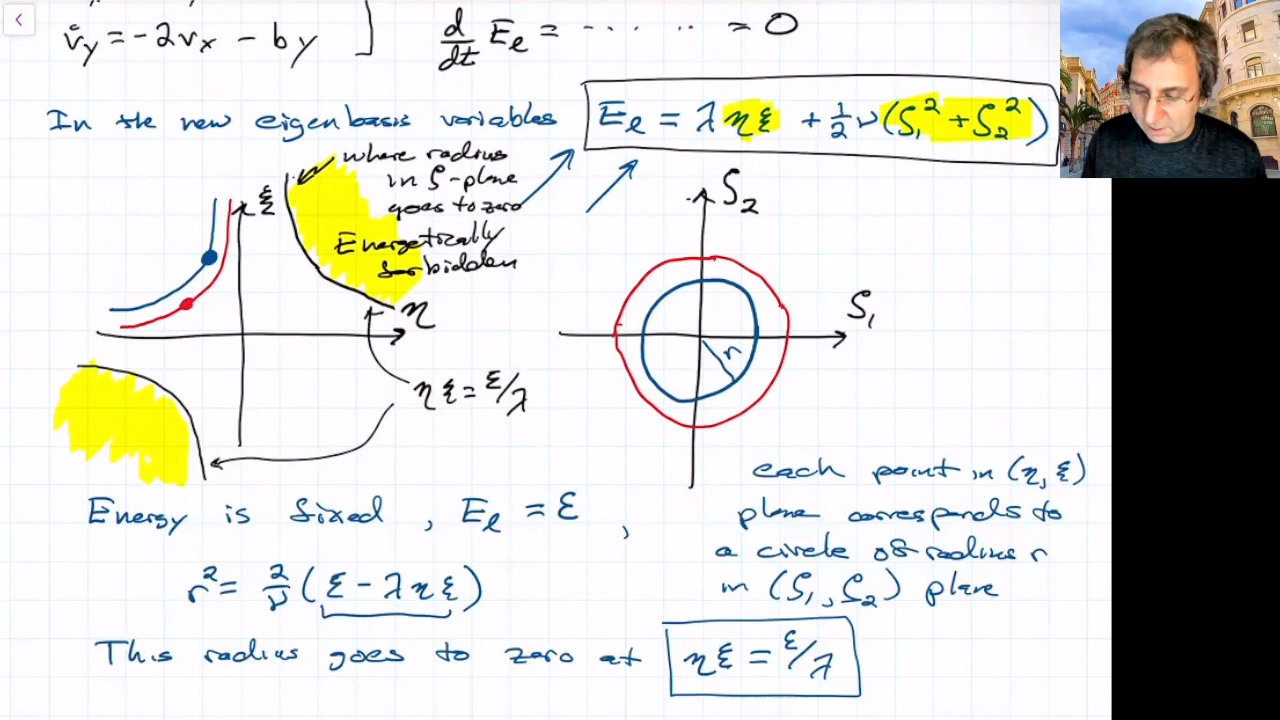 v̇y = -2vx - by ]   d/dt Eℓ = ‐ ⋯ ⋅⋅ = 0
In the new eigenbasis variables   Eℓ = λ η ξ + ½ ν (ζ₁² + ζ₂²)
where radius
in ζ-plane
goes to zero
Energetically
forbidden
ξ
η
η ξ = ℰ/λ
ζ₂
ζ₁
r
each point in (η, ξ)
plane corresponds to
a circle of radius r
in (ζ₁, ζ₂) plane
Energy is fixed , Eℓ = ℰ ,
r² = 2/ν (ℰ - λ η ξ)
This radius goes to zero at   η ξ = ℰ/λ